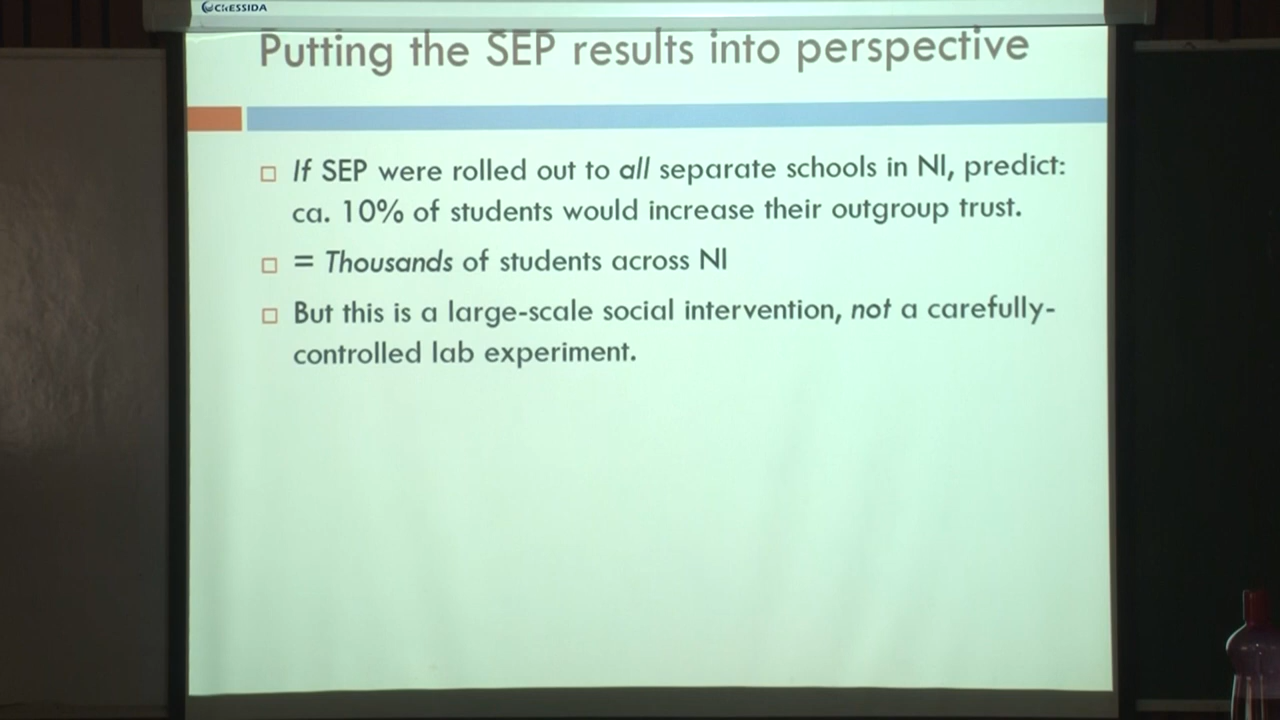 CRESSIDA
Putting the SEP results into perspective
If SEP were rolled out to all separate schools in NI, predict:
ca. 10% of students would increase their outgroup trust.
= Thousands of students across NI
But this is a large-scale social intervention, not a carefully-
controlled lab experiment.